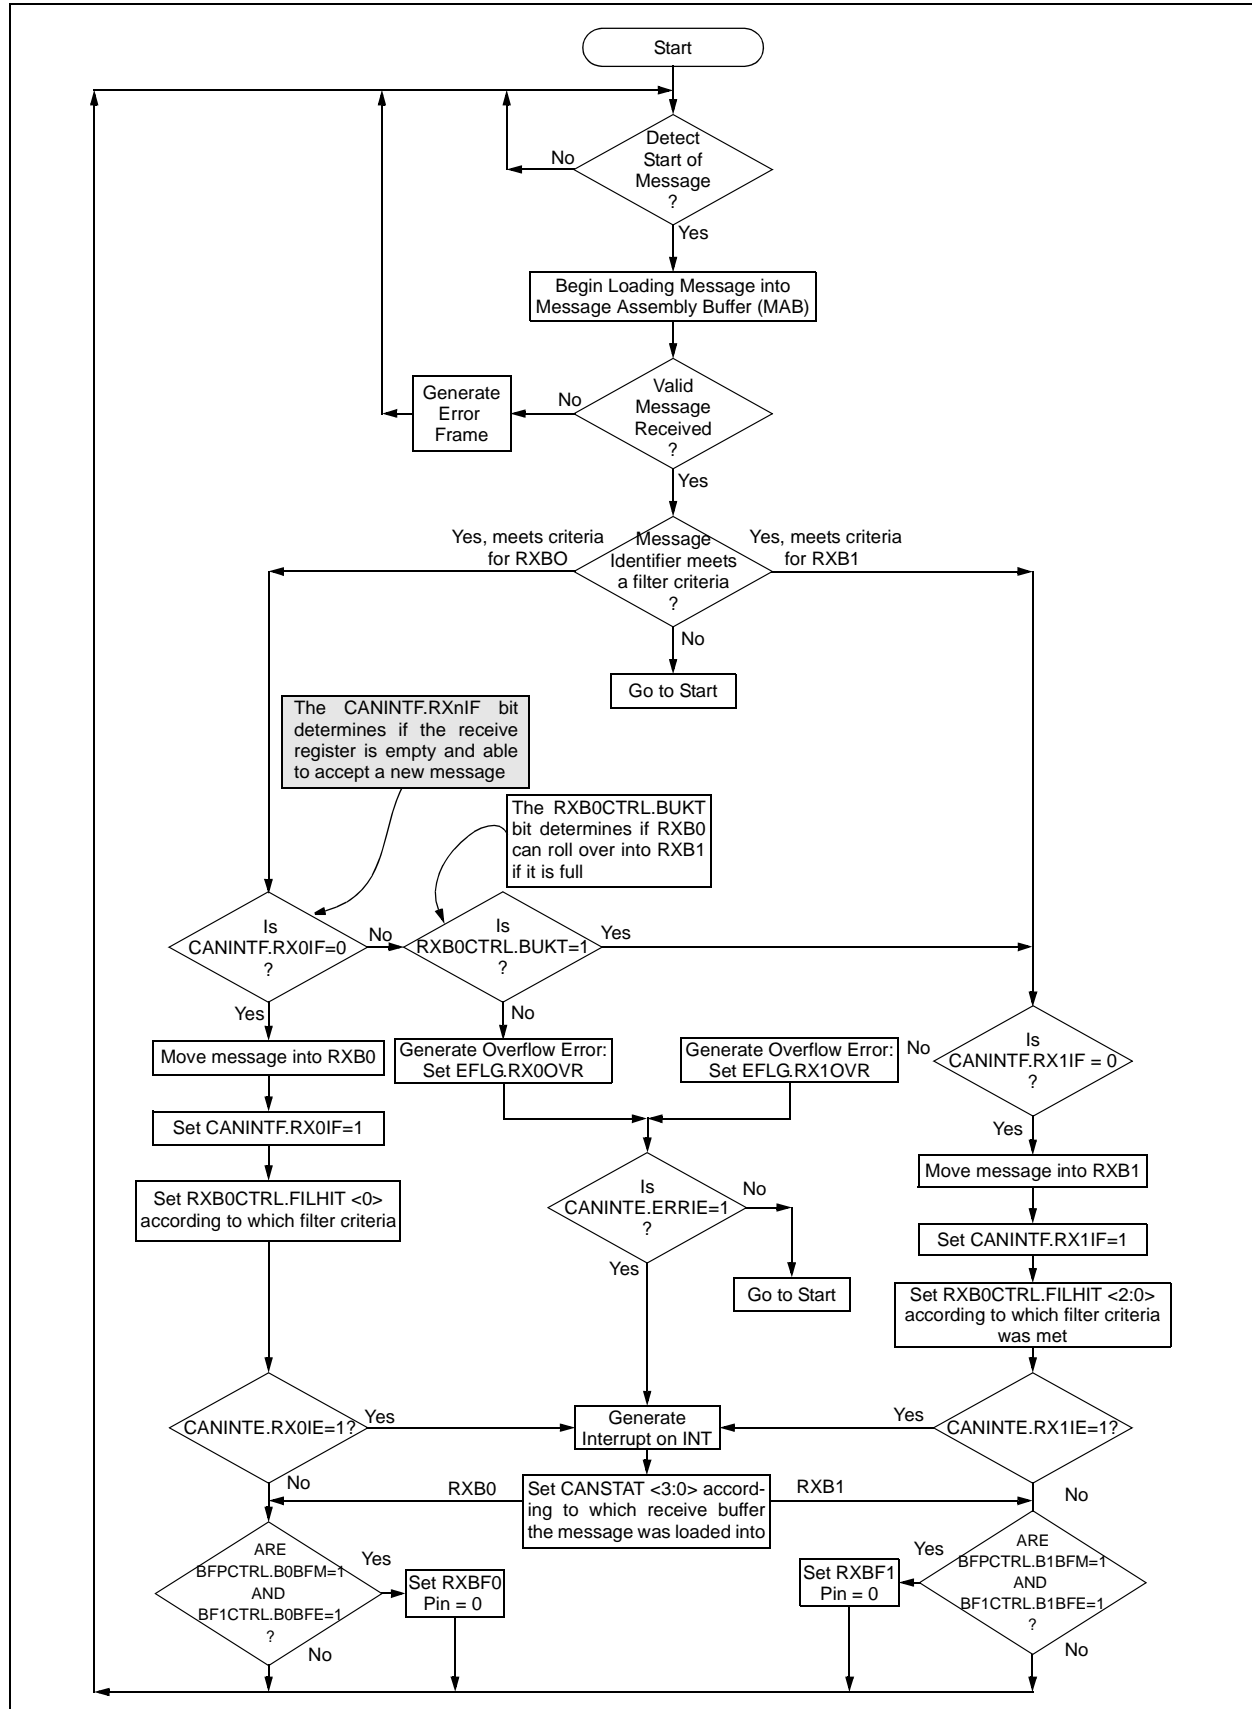 Start
Detect
Start of
Message
?
No
Yes
Begin Loading Message into
Message Assembly Buffer (MAB)
Valid
Message
Received
?
No
Generate
Error
Frame
Yes
Message
Identifier meets
a filter criteria
?
Yes, meets criteria
for RXBO
Yes, meets criteria
for RXB1
No
Go to Start
The CANINTF.RXnIF bit
determines if the receive
register is empty and able
to accept a new message
The RXB0CTRL.BUKT
bit determines if RXB0
can roll over into RXB1
if it is full
Is
CANINTF.RX0IF=0
?
No
Is
RXB0CTRL.BUKT=1
?
Yes
Yes
No
Move message into RXB0
Generate Overflow Error:
Set EFLG.RX0OVR
Generate Overflow Error:
Set EFLG.RX1OVR
No
Is
CANINTF.RX1IF = 0
?
Set CANINTF.RX0IF=1
Yes
Set RXB0CTRL.FILHIT <0>
according to which filter criteria
Is
CANINTE.ERRIE=1
?
No
Yes
Go to Start
Move message into RXB1
Set CANINTF.RX1IF=1
Set RXB0CTRL.FILHIT <2:0>
according to which filter criteria
was met
CANINTE.RX0IE=1?
Yes
Generate
Interrupt on INT
Yes
CANINTE.RX1IE=1?
No
RXB0
Set CANSTAT <3:0> accord-
ing to which receive buffer
the message was loaded into
RXB1
No
ARE
BFPCTRL.B0BFM=1
AND
BF1CTRL.B0BFE=1
?
Yes
Set RXBF0
Pin = 0
No
Set RXBF1
Pin = 0
Yes
ARE
BFPCTRL.B1BFM=1
AND
BF1CTRL.B1BFE=1
?
No